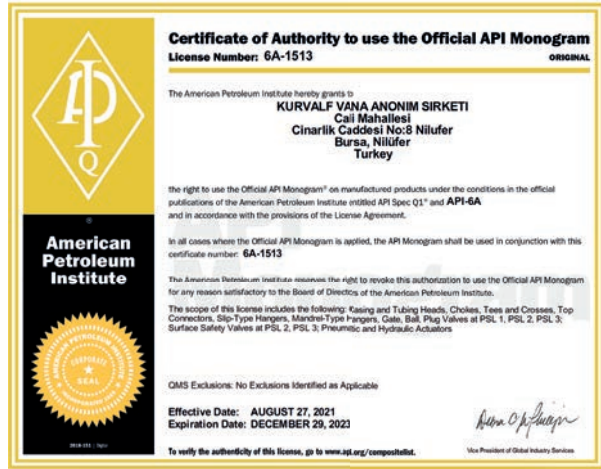 Certificate of Authority to use the Official API Monogram
License Number: 6A-1513
ORIGINAL
The American Petroleum Institute hereby grants to
KURVALF VANA ANONIM SIRKETI
Cali Mahallesi
Cinarlik Caddesi No:8 Nilufer
Bursa, Nilüfer
Turkey
the right to use the Official API Monogram® on manufactured products under the conditions in the official
publications of the American Petroleum Institute entitled API Spec Q1® and API-6A
and in accordance with the provisions of the License Agreement.
In all cases where the Official API Monogram is applied, the API Monogram shall be used in conjunction with this
certificate number: 6A-1513
The American Petroleum Institute reserves the right to revoke this authorization to use the Official API Monogram
for any reason satisfactory to the Board of Directors of the American Petroleum Institute.
The scope of this license includes the following: Casing and Tubing Heads, Chokes, Tees and Crosses, Top
Connectors, Slip-Type Hangers, Mandrel-Type Hangers, Gate, Ball, Plug Valves at PSL 1, PSL 2, PSL 3;
Surface Safety Valves at PSL 2, PSL 3; Pneumatic and Hydraulic Actuators
QMS Exclusions: No Exclusions Identified as Applicable
Effective Date: AUGUST 27, 2021
Expiration Date: DECEMBER 29, 2023
To verify the authenticity of this license, go to www.api.org/compositelist.
Vice President of Global Industry Services
API
Q
®
American
Petroleum
Institute
AMERICAN PETROLEUM INSTITUTE
CORPORATE
SEAL